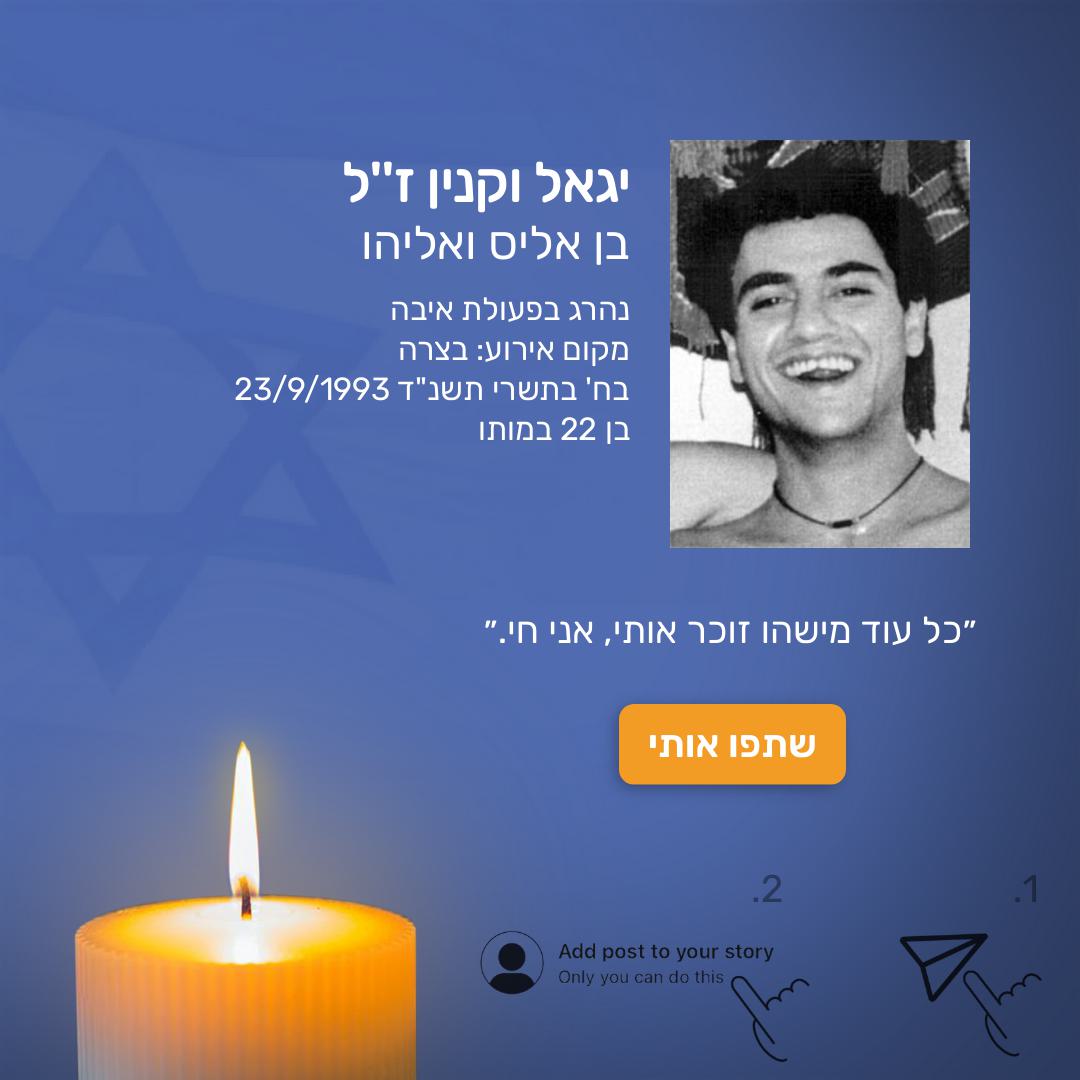 יגאל וקנין ז"ל
בן אליס ואליהו
נהרג בפעולת איבה
מקום אירוע: בצרה
בח' בתשרי תשנ"ד 23/9/1993
בן 22 במותו
״כל עוד מישהו זוכר אותי, אני חי.״
שתפו אותי
1.
2.
Add post to your story
Only you can do this